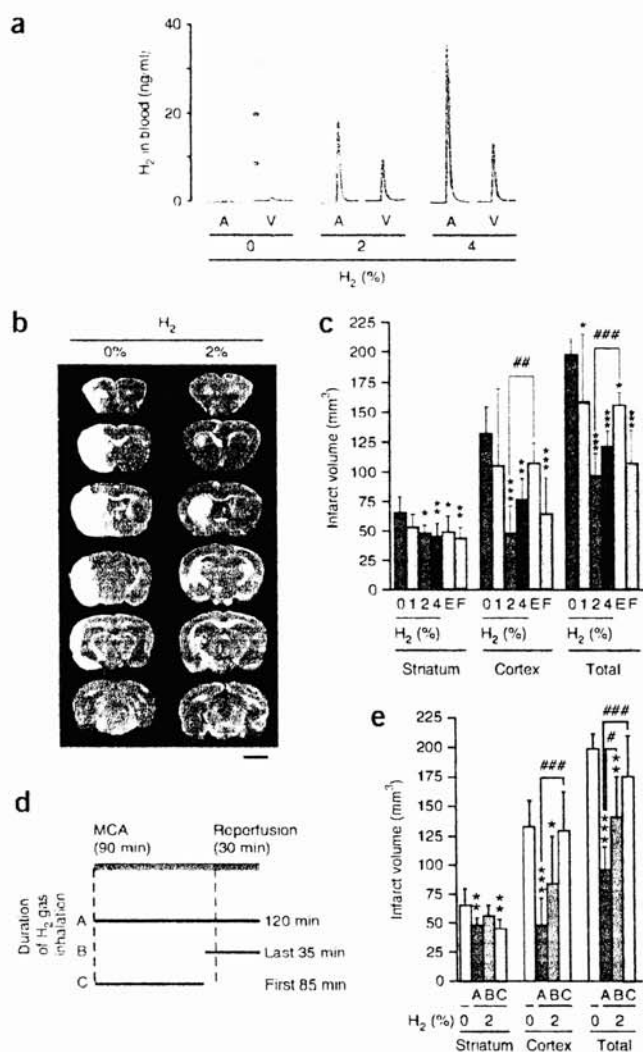 a
H₂ in blood (ng/ml)
40
20
0
A V A V A V
0 2 4
H₂ (%)
b
H₂
0% 2%
c
Infarct volume (mm³)
225
200
175
150
125
100
75
50
25
0
*
**
*
**
##
***
**
***
*
###
***
***
*
***
0 1 2 4 E F 0 1 2 4 E F 0 1 2 4 E F
H₂ (%) H₂ (%) H₂ (%)
Striatum Cortex Total
d
MCA Reperfusion
(90 min) (30 min)
Duration
of H₂ gas
inhalation
A 120 min
B Last 35 min
C First 85 min
e
Infarct volume (mm³)
225
200
175
150
125
100
75
50
25
0
**
**
###
***
*
###
#
***
**
– A B C – A B C – A B C
H₂ (%) 0 2 0 2 0 2
Striatum Cortex Total